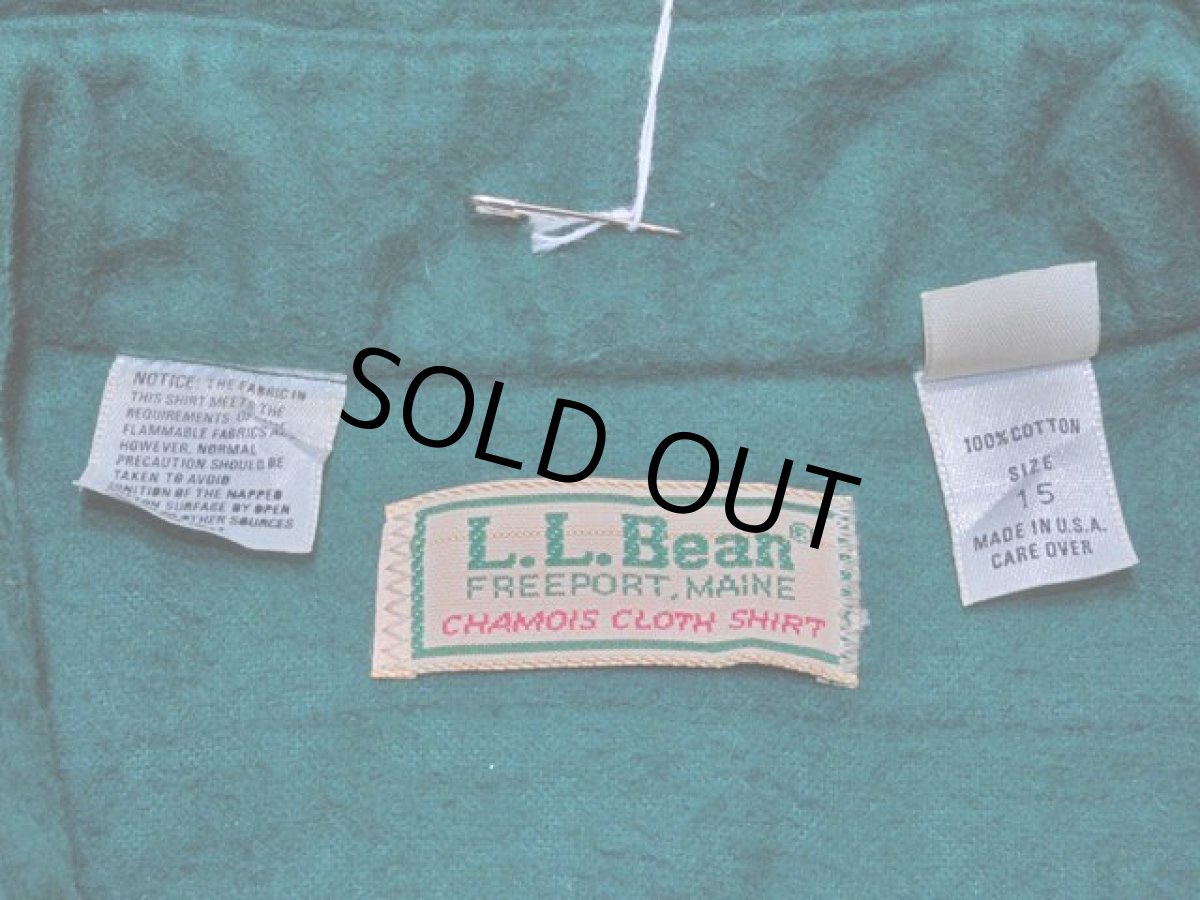 NOTICE: THE FABRIC IN
THIS SHIRT MEETS THE
REQUIREMENTS OF
FLAMMABLE FABRICS
HOWEVER, NORMAL
PRECAUTION SHOULD BE
TAKEN TO AVOID
IGNITION OF THE NAPPED
SURFACE BY OPEN
OTHER SOURCES
SOLD OUT
L.L.Bean®
FREEPORT, MAINE
CHAMOIS CLOTH SHIRT
100% COTTON
SIZE
15
MADE IN U.S.A.
CARE OVER